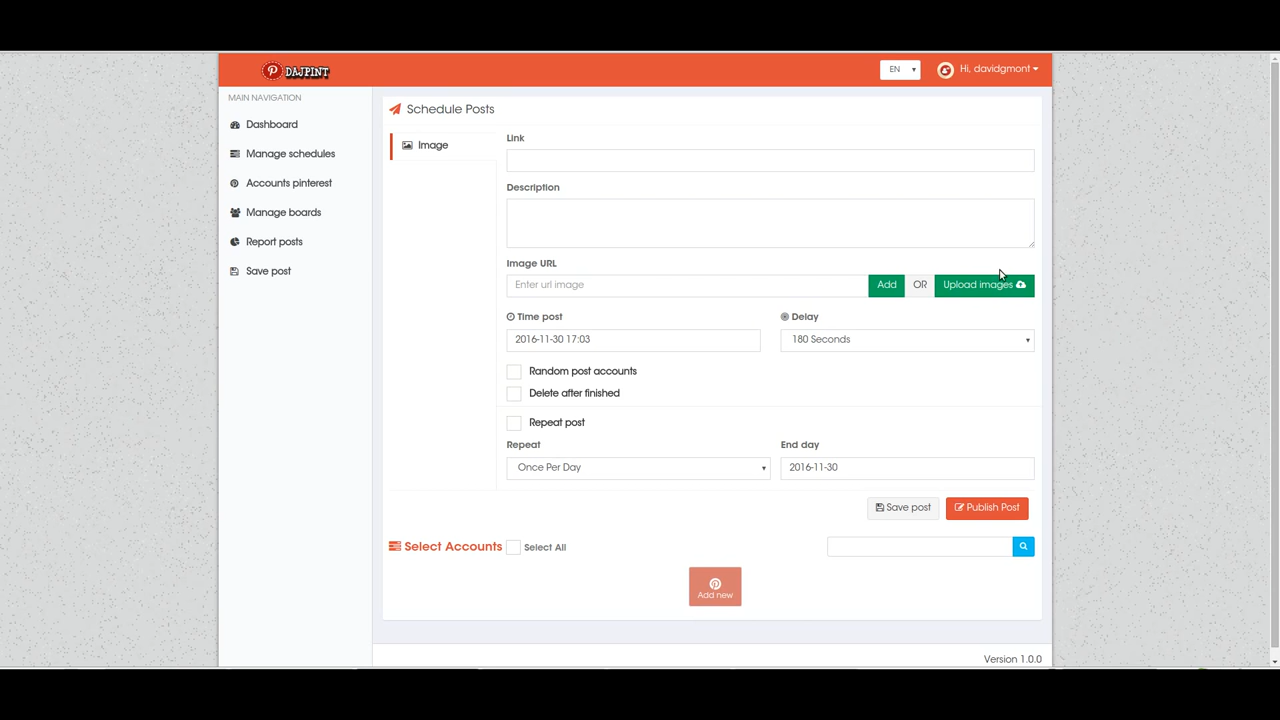 DAJPINT
EN
Hi, davidgmont
MAIN NAVIGATION
Dashboard
Manage schedules
Accounts pinterest
Manage boards
Report posts
Save post
Schedule Posts
Image
Link
Description
Image URL
Enter url image
Add
OR
Upload images
Time post
Delay
2016-11-30 17:03
180 Seconds
Random post accounts
Delete after finished
Repeat post
Repeat
End day
Once Per Day
2016-11-30
Save post
Publish Post
Select Accounts
Select All
Add new
Version 1.0.0